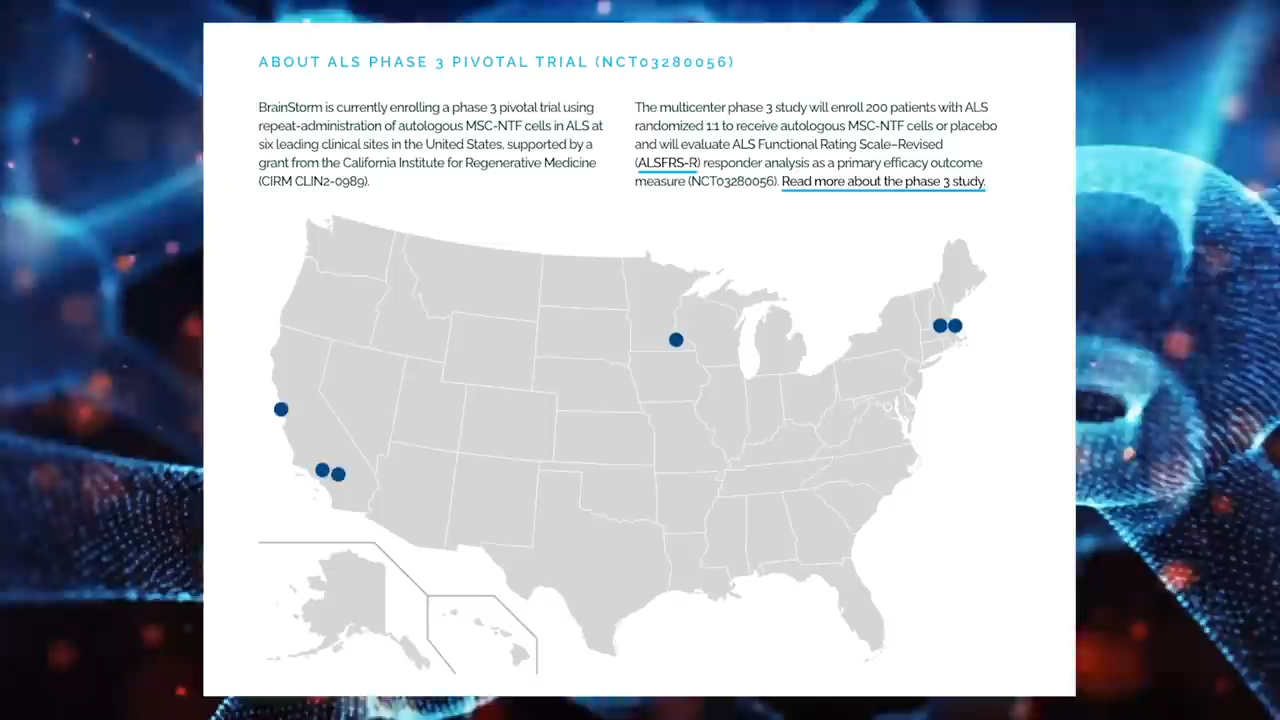 ABOUT ALS PHASE 3 PIVOTAL TRIAL (NCT03280056)
BrainStorm is currently enrolling a phase 3 pivotal trial using
repeat-administration of autologous MSC-NTF cells in ALS at
six leading clinical sites in the United States, supported by a
grant from the California Institute for Regenerative Medicine
(CIRM CLIN2-0989).
The multicenter phase 3 study will enroll 200 patients with ALS
randomized 1:1 to receive autologous MSC-NTF cells or placebo
and will evaluate ALS Functional Rating Scale–Revised
(ALSFRS-R) responder analysis as a primary efficacy outcome
measure (NCT03280056). Read more about the phase 3 study.